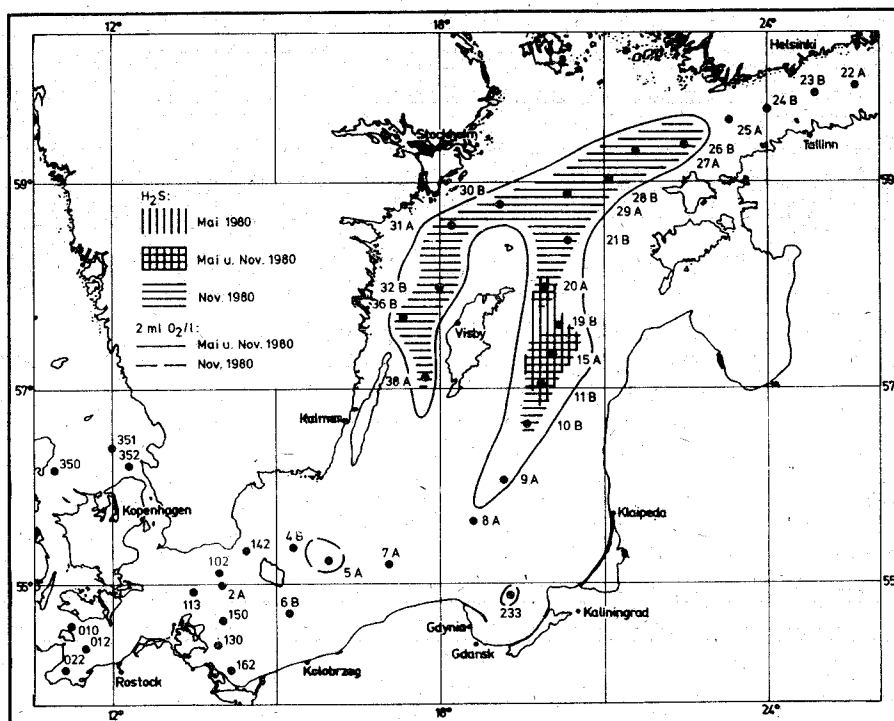 12°
18°
24°
Helsinki
22 A
23 B
24 B
25 A
Tallinn
Stockholm
26 B
27 A
59°
59°
30 B
28 B
29 A
H₂S:
Mai 1980
31 A
21 B
Mai u. Nov. 1980
32 B
20 A
Nov. 1980
36 B
19 B
2 ml O₂/l:
Visby
Mai u. Nov. 1980
15 A
Nov. 1980
57°
38 A
57°
11 B
Kalmar
10 B
351
352
350
9 A
Kopenhagen
Klaipeda
8 A
142
4 B
7 A
102
5 A
55°
55°
2 A
113
6 B
233
150
Kaliningrad
010
Gdynia
012
130
Gdansk
022
162
Kolobrzeg
Rostock
12°
18°
24°